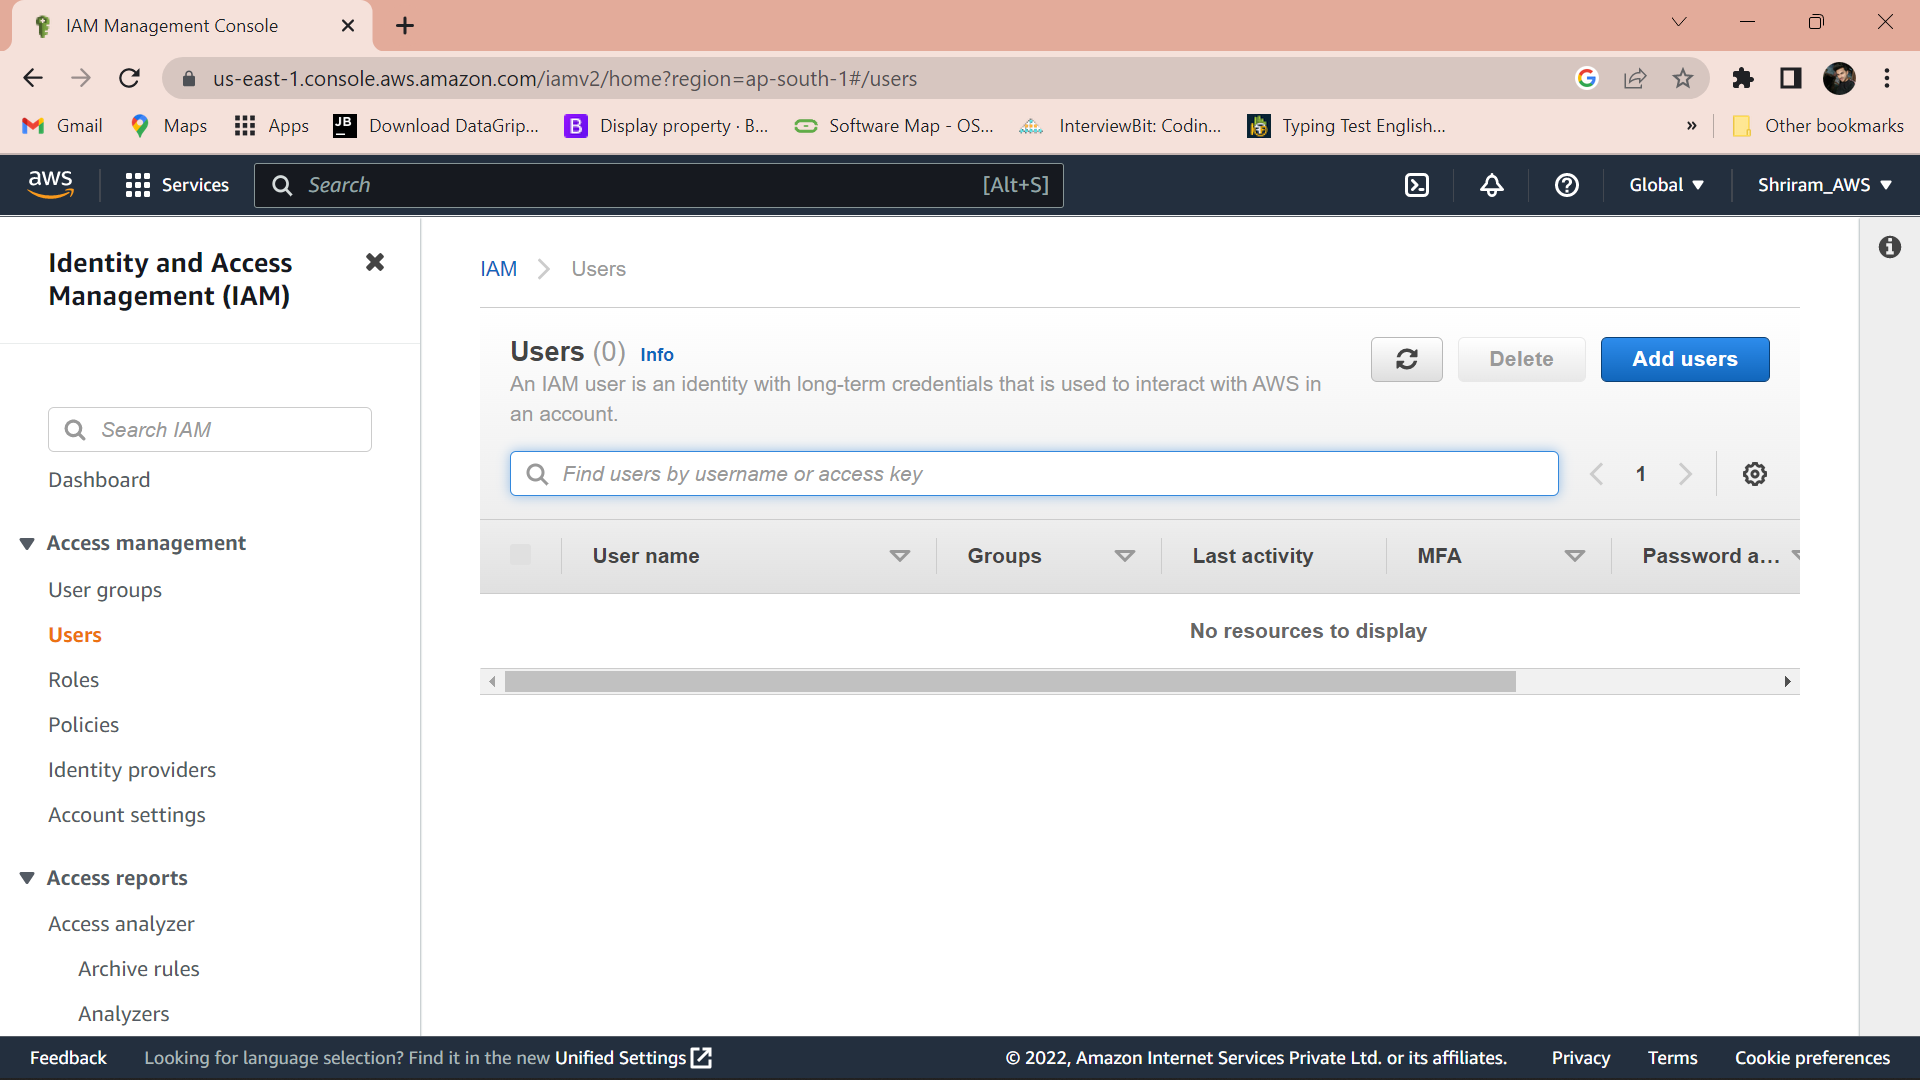 IAM Management Console
us-east-1.console.aws.amazon.com/iamv2/home?region=ap-south-1#/users
Gmail Maps Apps JB Download DataGrip... B Display property · B... Software Map - OS... InterviewBit: Codin... Typing Test English... » Other bookmarks
aws Services Search [Alt+S] Global Shriram_AWS
Identity and Access
Management (IAM)
Search IAM
Dashboard
Access management
User groups
Users
Roles
Policies
Identity providers
Account settings
Access reports
Access analyzer
Archive rules
Analyzers
IAM Users
Users (0) Info
An IAM user is an identity with long-term credentials that is used to interact with AWS in
an account.
Delete Add users
Find users by username or access key
1
User name Groups Last activity MFA Password a...
No resources to display
Feedback Looking for language selection? Find it in the new Unified Settings © 2022, Amazon Internet Services Private Ltd. or its affiliates. Privacy Terms Cookie preferences